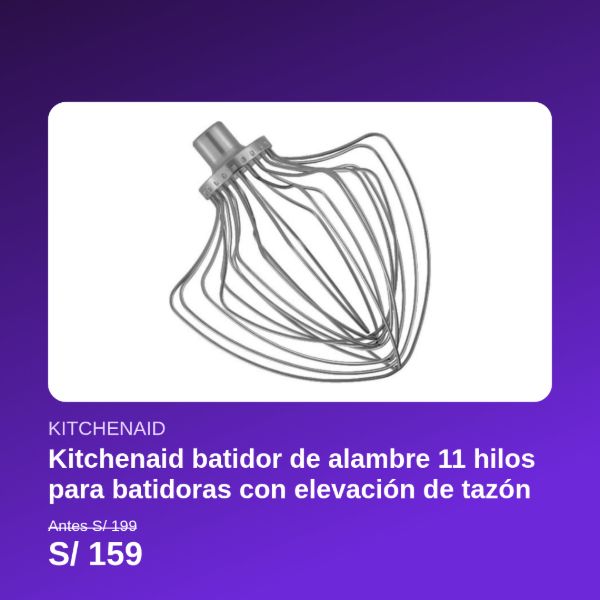 KITCHENAID
Kitchenaid batidor de alambre 11 hilos
para batidoras con elevación de tazón
Antes S/ 199
S/ 159